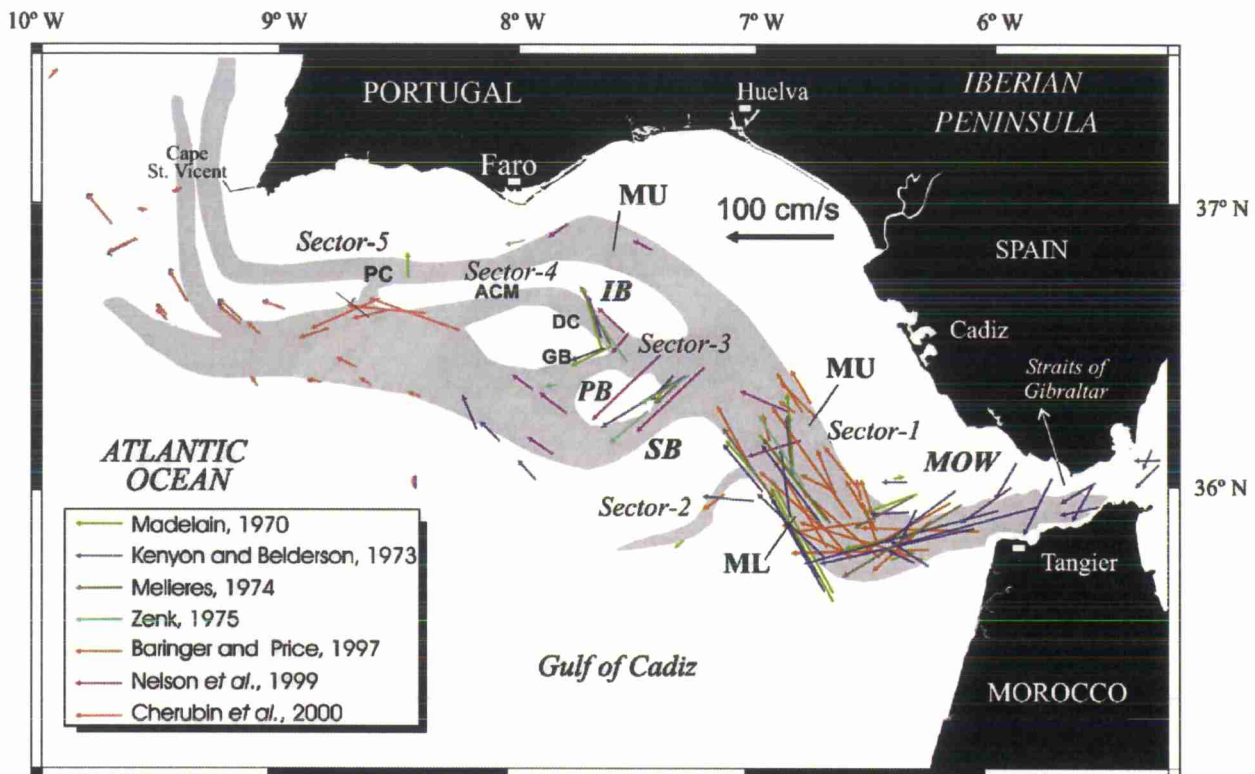 10° W
9° W
8° W
7° W
6° W
PORTUGAL
Huelva
IBERIAN
PENINSULA
Cape
St. Vicent
Faro
MU
100 cm/s
37° N
Sector-5
PC
Sector-4
ACM
SPAIN
IB
DC
Cadiz
GB
Sector-3
MU
Straits of
Gibraltar
PB
Sector-1
SB
MOW
ATLANTIC
OCEAN
36° N
Sector-2
ML
Tangier
Madelain, 1970
Kenyon and Belderson, 1973
Melieres, 1974
Zenk, 1975
Baringer and Price, 1997
Nelson et al., 1999
Cherubin et al., 2000
Gulf of Cadiz
MOROCCO